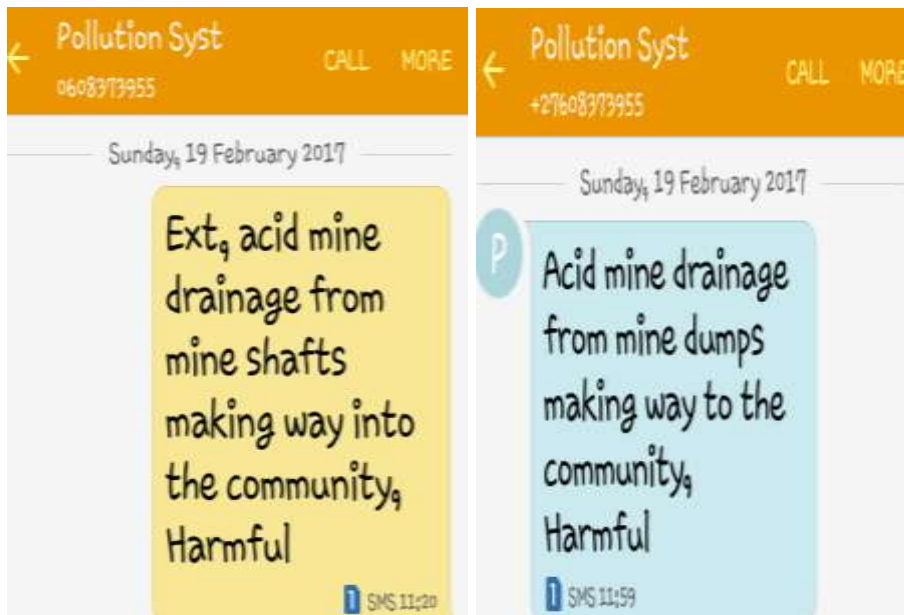 Pollution Syst
CALL MORE
0608373955
Sunday, 19 February 2017
Ext, acid mine
drainage from
mine shafts
making way into
the community,
Harmful
1 SMS 11:20
Pollution Syst
CALL MORE
+27608373955
Sunday, 19 February 2017
P
Acid mine drainage
from mine dumps
making way to the
community,
Harmful
1 SMS 11:59